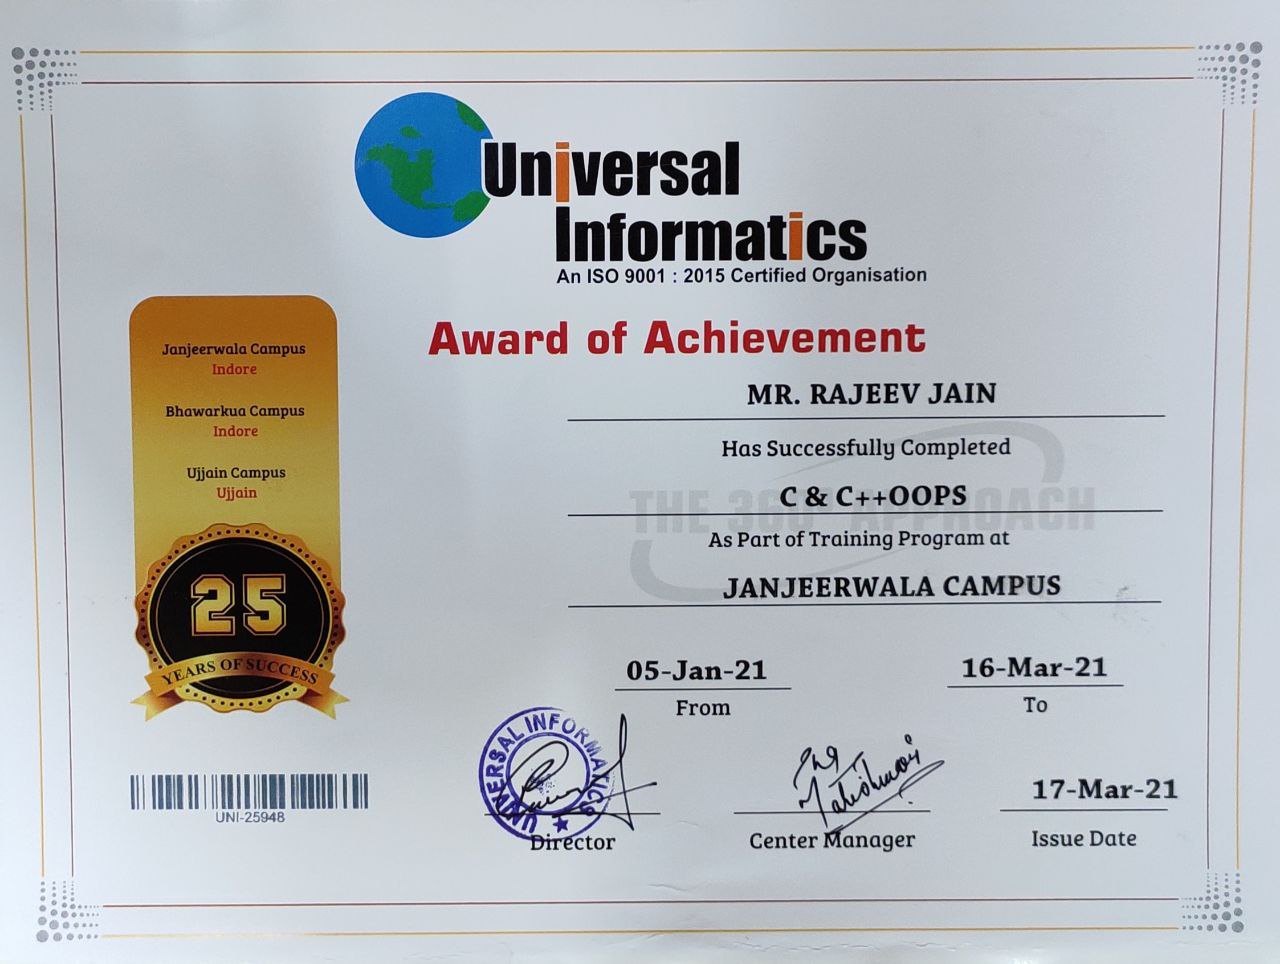 Universal
Informatics
An ISO 9001 : 2015 Certified Organisation
Award of Achievement
Janjeerwala Campus
Indore
Bhawarkua Campus
Indore
Ujjain Campus
Ujjain
25
YEARS OF SUCCESS
UNI-25948
MR. RAJEEV JAIN
Has Successfully Completed
THE 360° APPROACH
C & C++OOPS
As Part of Training Program at
JANJEERWALA CAMPUS
05-Jan-21
From
16-Mar-21
To
UNIVERSAL INFORMATICS
Director
Center Manager
17-Mar-21
Issue Date